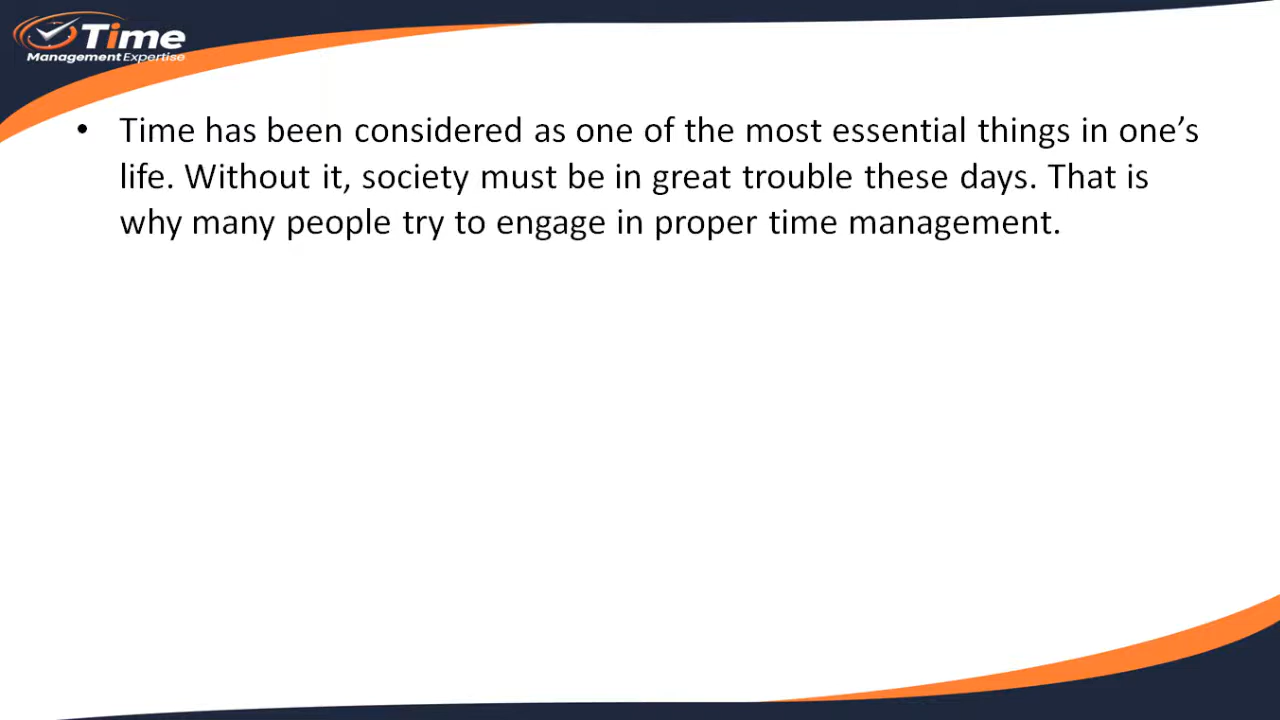 Time
Management Expertise
• Time has been considered as one of the most essential things in one’s
life. Without it, society must be in great trouble these days. That is
why many people try to engage in proper time management.